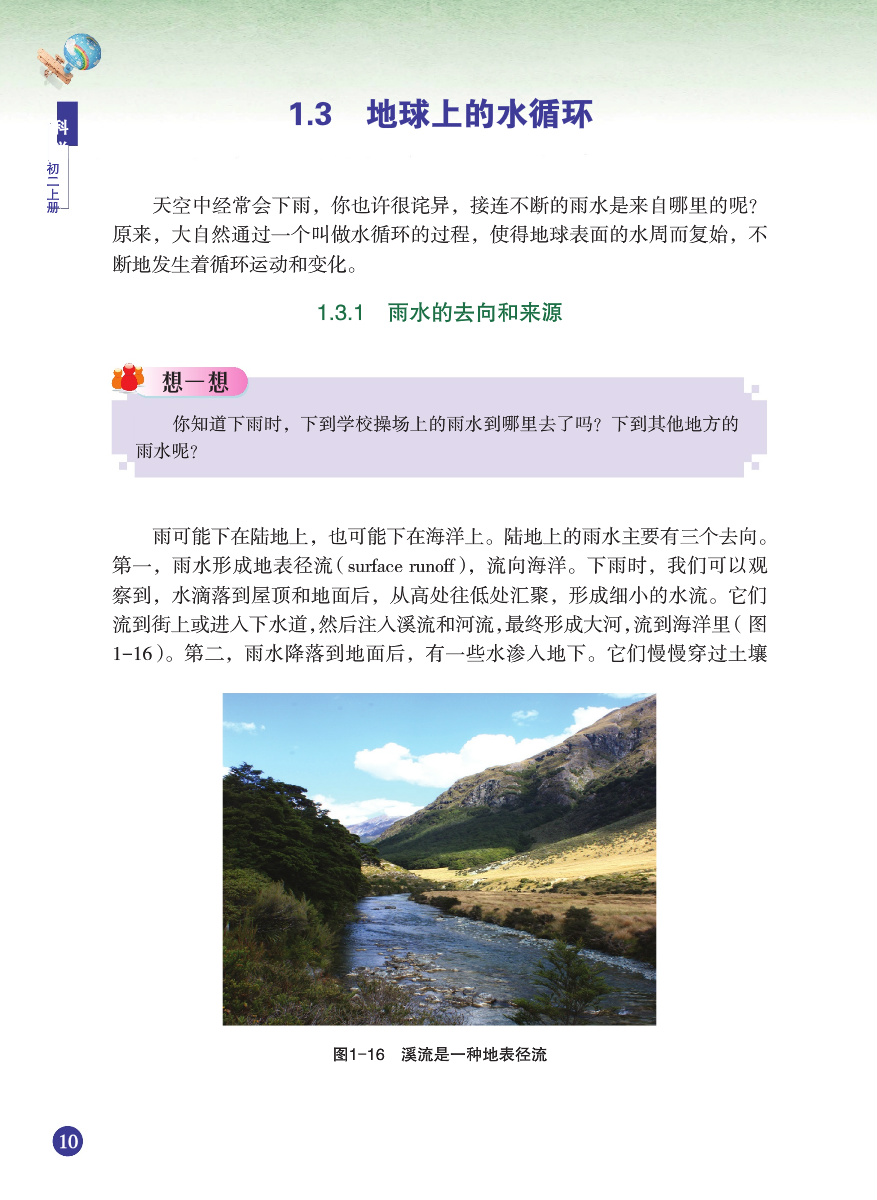 科
初二上册
1.3 地球上的水循环
天空中经常会下雨，你也许很诧异，接连不断的雨水是来自哪里的呢？
原来，大自然通过一个叫做水循环的过程，使得地球表面的水周而复始，不
断地发生着循环运动和变化。
1.3.1 雨水的去向和来源
想一想
你知道下雨时，下到学校操场上的雨水到哪里去了吗？下到其他地方的
雨水呢？
雨可能下在陆地上，也可能下在海洋上。陆地上的雨水主要有三个去向。
第一，雨水形成地表径流（surface runoff），流向海洋。下雨时，我们可以观
察到，水滴落到屋顶和地面后，从高处往低处汇聚，形成细小的水流。它们
流到街上或进入下水道，然后注入溪流和河流，最终形成大河，流到海洋里（图
1-16）。第二，雨水降落到地面后，有一些水渗入地下。它们慢慢穿过土壤
图1-16 溪流是一种地表径流
10